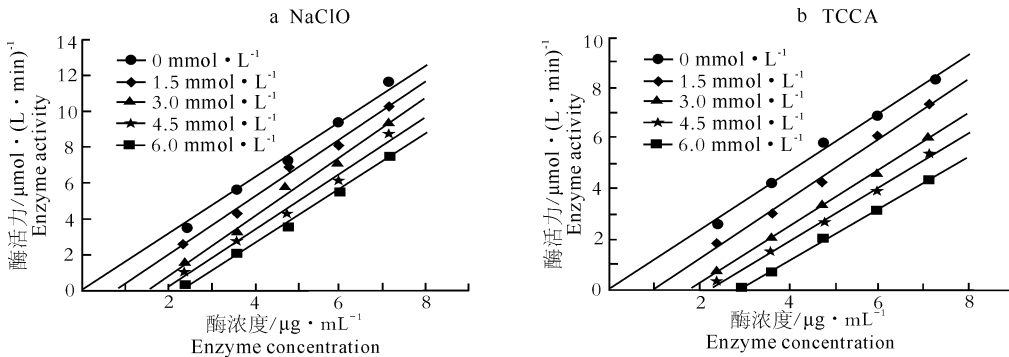 a NaClO
14
12
10
8
6
4
2
0
酶活力/μmol·(L·min)⁻¹
Enzyme activity
0 mmol·L⁻¹
1.5 mmol·L⁻¹
3.0 mmol·L⁻¹
4.5 mmol·L⁻¹
6.0 mmol·L⁻¹
2 4 6 8
酶浓度/μg·mL⁻¹
Enzyme concentration
b TCCA
10
8
6
4
2
0
酶活力/μmol·(L·min)⁻¹
Enzyme activity
0 mmol·L⁻¹
1.5 mmol·L⁻¹
3.0 mmol·L⁻¹
4.5 mmol·L⁻¹
6.0 mmol·L⁻¹
0 2 4 6 8
酶浓度/μg·mL⁻¹
Enzyme concentration